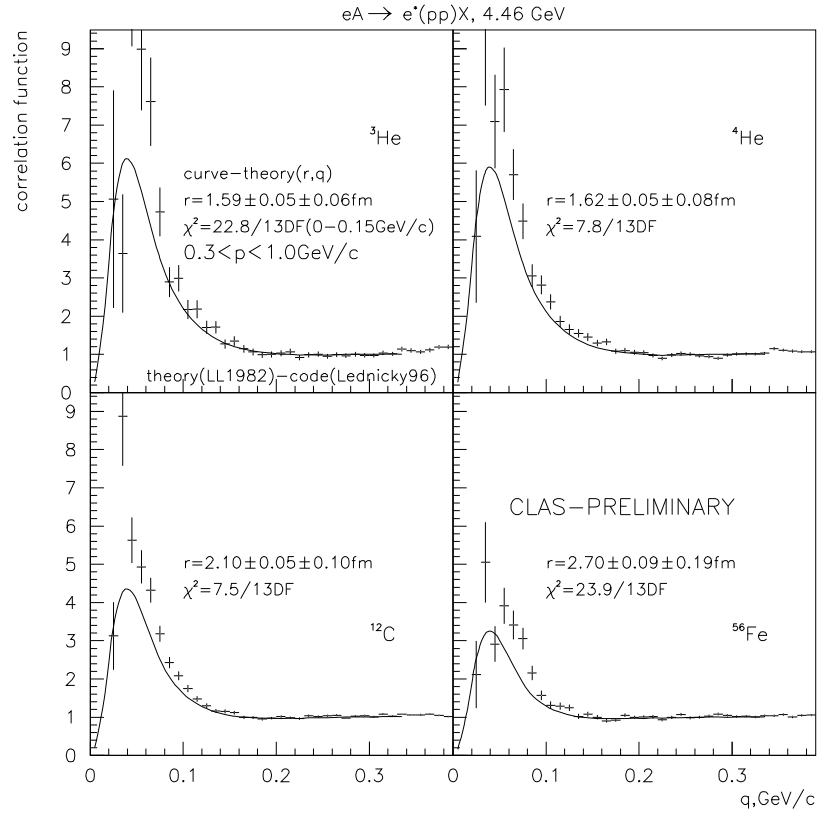 eA → e'(pp)X, 4.46 GeV
correlation function
9
8
7
6
5
4
3
2
1
0
³He
curve−theory(r,q)
r=1.59±0.05±0.06fm
χ²=22.8/13DF(0−0.15GeV/c)
0.3<p<1.0GeV/c
theory(LL1982)−code(Lednicky96)
⁴He
r=1.62±0.05±0.08fm
χ²=7.8/13DF
9
8
7
6
5
4
3
2
1
0
r=2.10±0.05±0.10fm
χ²=7.5/13DF
¹²C
CLAS−PRELIMINARY
r=2.70±0.09±0.19fm
χ²=23.9/13DF
⁵⁶Fe
0 0.1 0.2 0.3 0 0.1 0.2 0.3
q,GeV/c